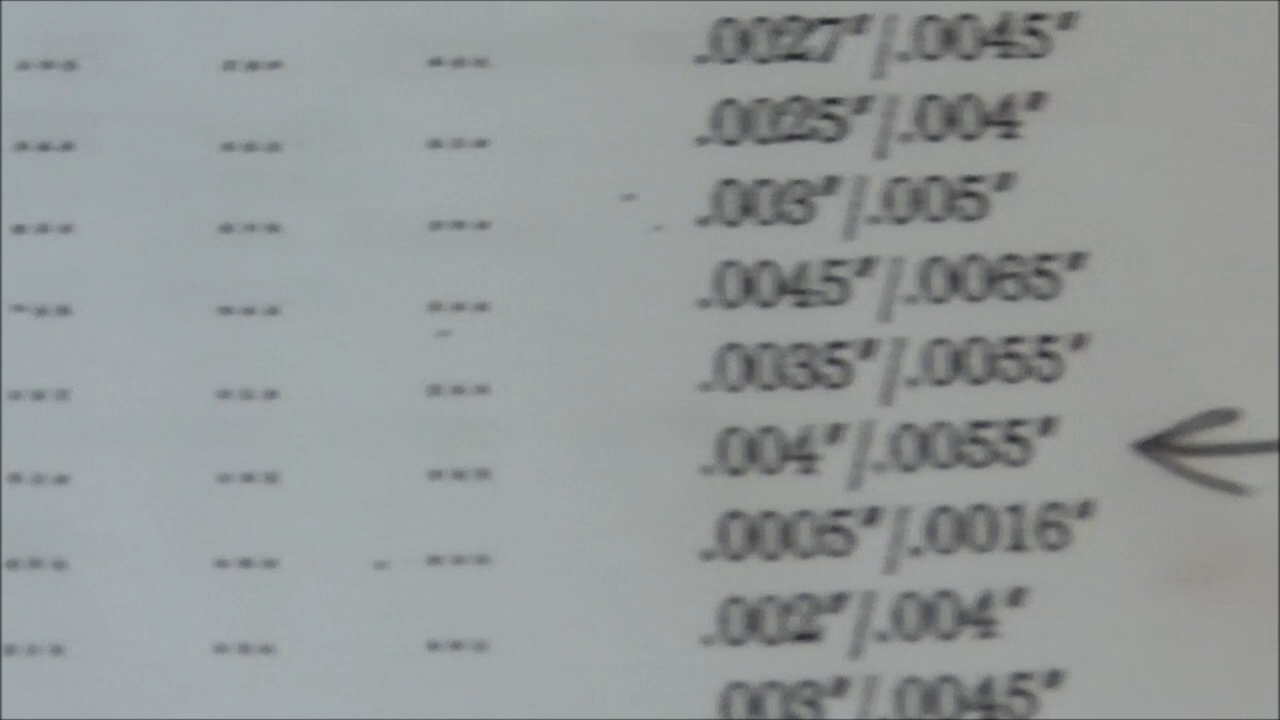 --- --- --- .0027"/.0045"
--- --- --- .0025"/.004"
--- --- --- .003"/.005"
--- --- --- .0045"/.0065"
--- --- --- .0035"/.0055"
--- --- --- .004"/.0055"
--- --- --- .0005"/.0016"
--- --- --- .002"/.004"
.003"/.0045"